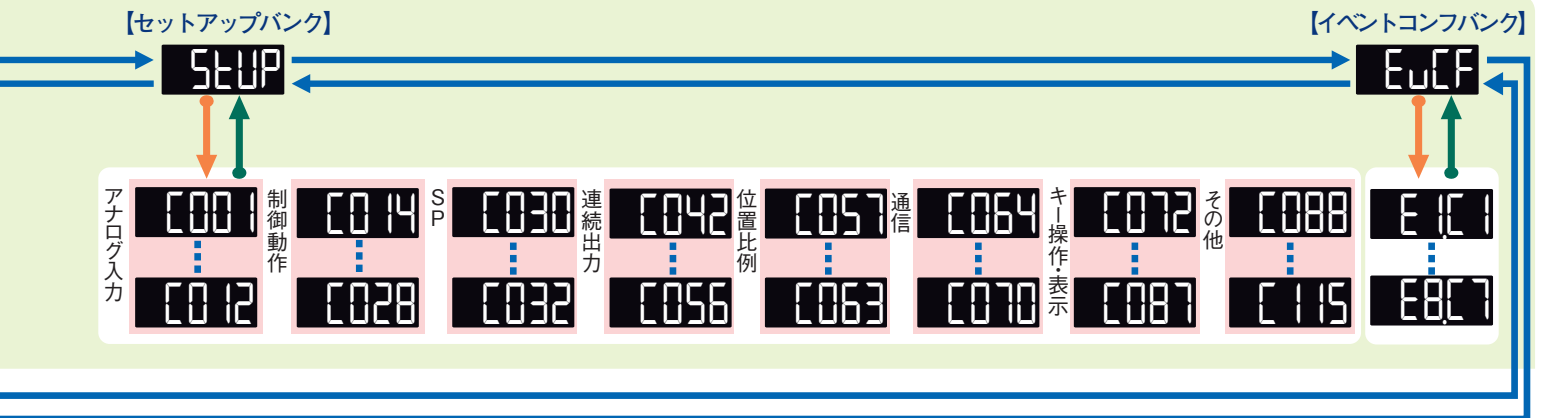 【セットアップバンク】
【イベントコンフバンク】
StUP
EvCF
アナログ入力
C001
C012
制御動作
C014
C028
SP
C030
C032
連続出力
C042
C056
位置比例
C057
C063
通信
C064
C070
キー操作・表示
C072
C087
その他
C088
C115
E1.C1
E8.C7